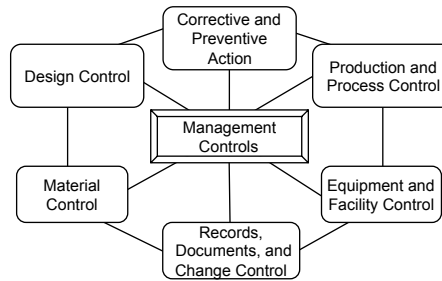 Corrective and
Preventive
Action
Design Control
Production and
Process Control
Management
Controls
Material
Control
Equipment and
Facility Control
Records,
Documents, and
Change Control